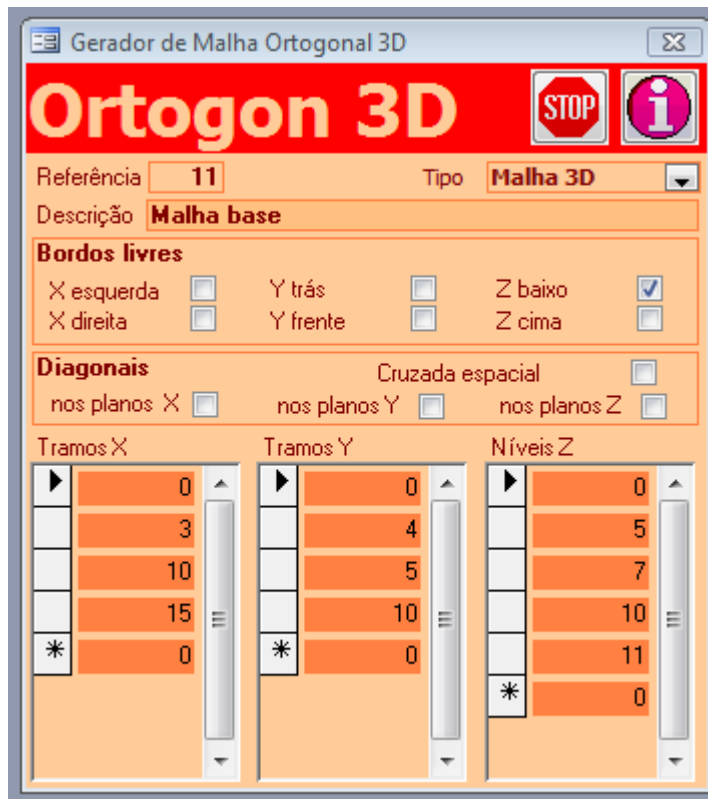 Gerador de Malha Ortogonal 3D
Ortogon 3D STOP i
Referência 11 Tipo Malha 3D
Descrição Malha base
Bordos livres
X esquerda Y trás Z baixo
X direita Y frente Z cima
Diagonais Cruzada espacial
nos planos X nos planos Y nos planos Z
Tramos X Tramos Y Níveis Z
0 0 0
3 4 5
10 5 7
15 10 10
* 0 * 0 11
* 0